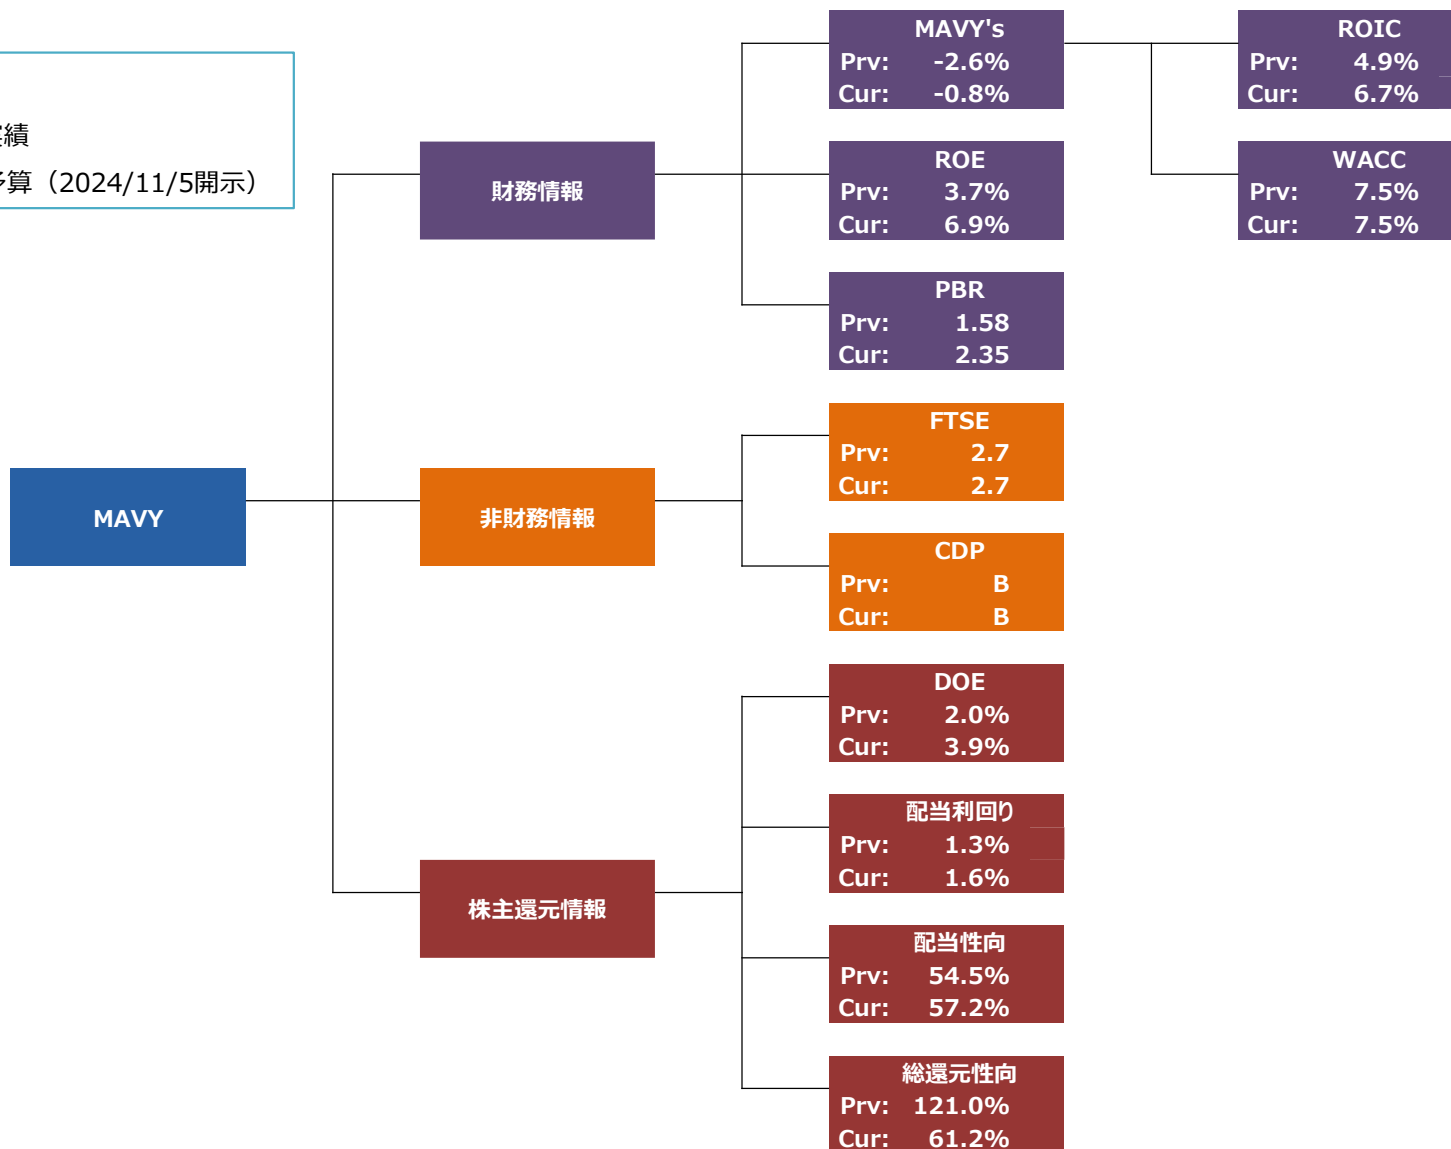 績
算（2024/11/5開示）
MAVY
財務情報
MAVY's
Prv: -2.6%
Cur: -0.8%
ROIC
Prv: 4.9%
Cur: 6.7%
WACC
Prv: 7.5%
Cur: 7.5%
ROE
Prv: 3.7%
Cur: 6.9%
PBR
Prv: 1.58
Cur: 2.35
非財務情報
FTSE
Prv: 2.7
Cur: 2.7
CDP
Prv: B
Cur: B
株主還元情報
DOE
Prv: 2.0%
Cur: 3.9%
配当利回り
Prv: 1.3%
Cur: 1.6%
配当性向
Prv: 54.5%
Cur: 57.2%
総還元性向
Prv: 121.0%
Cur: 61.2%